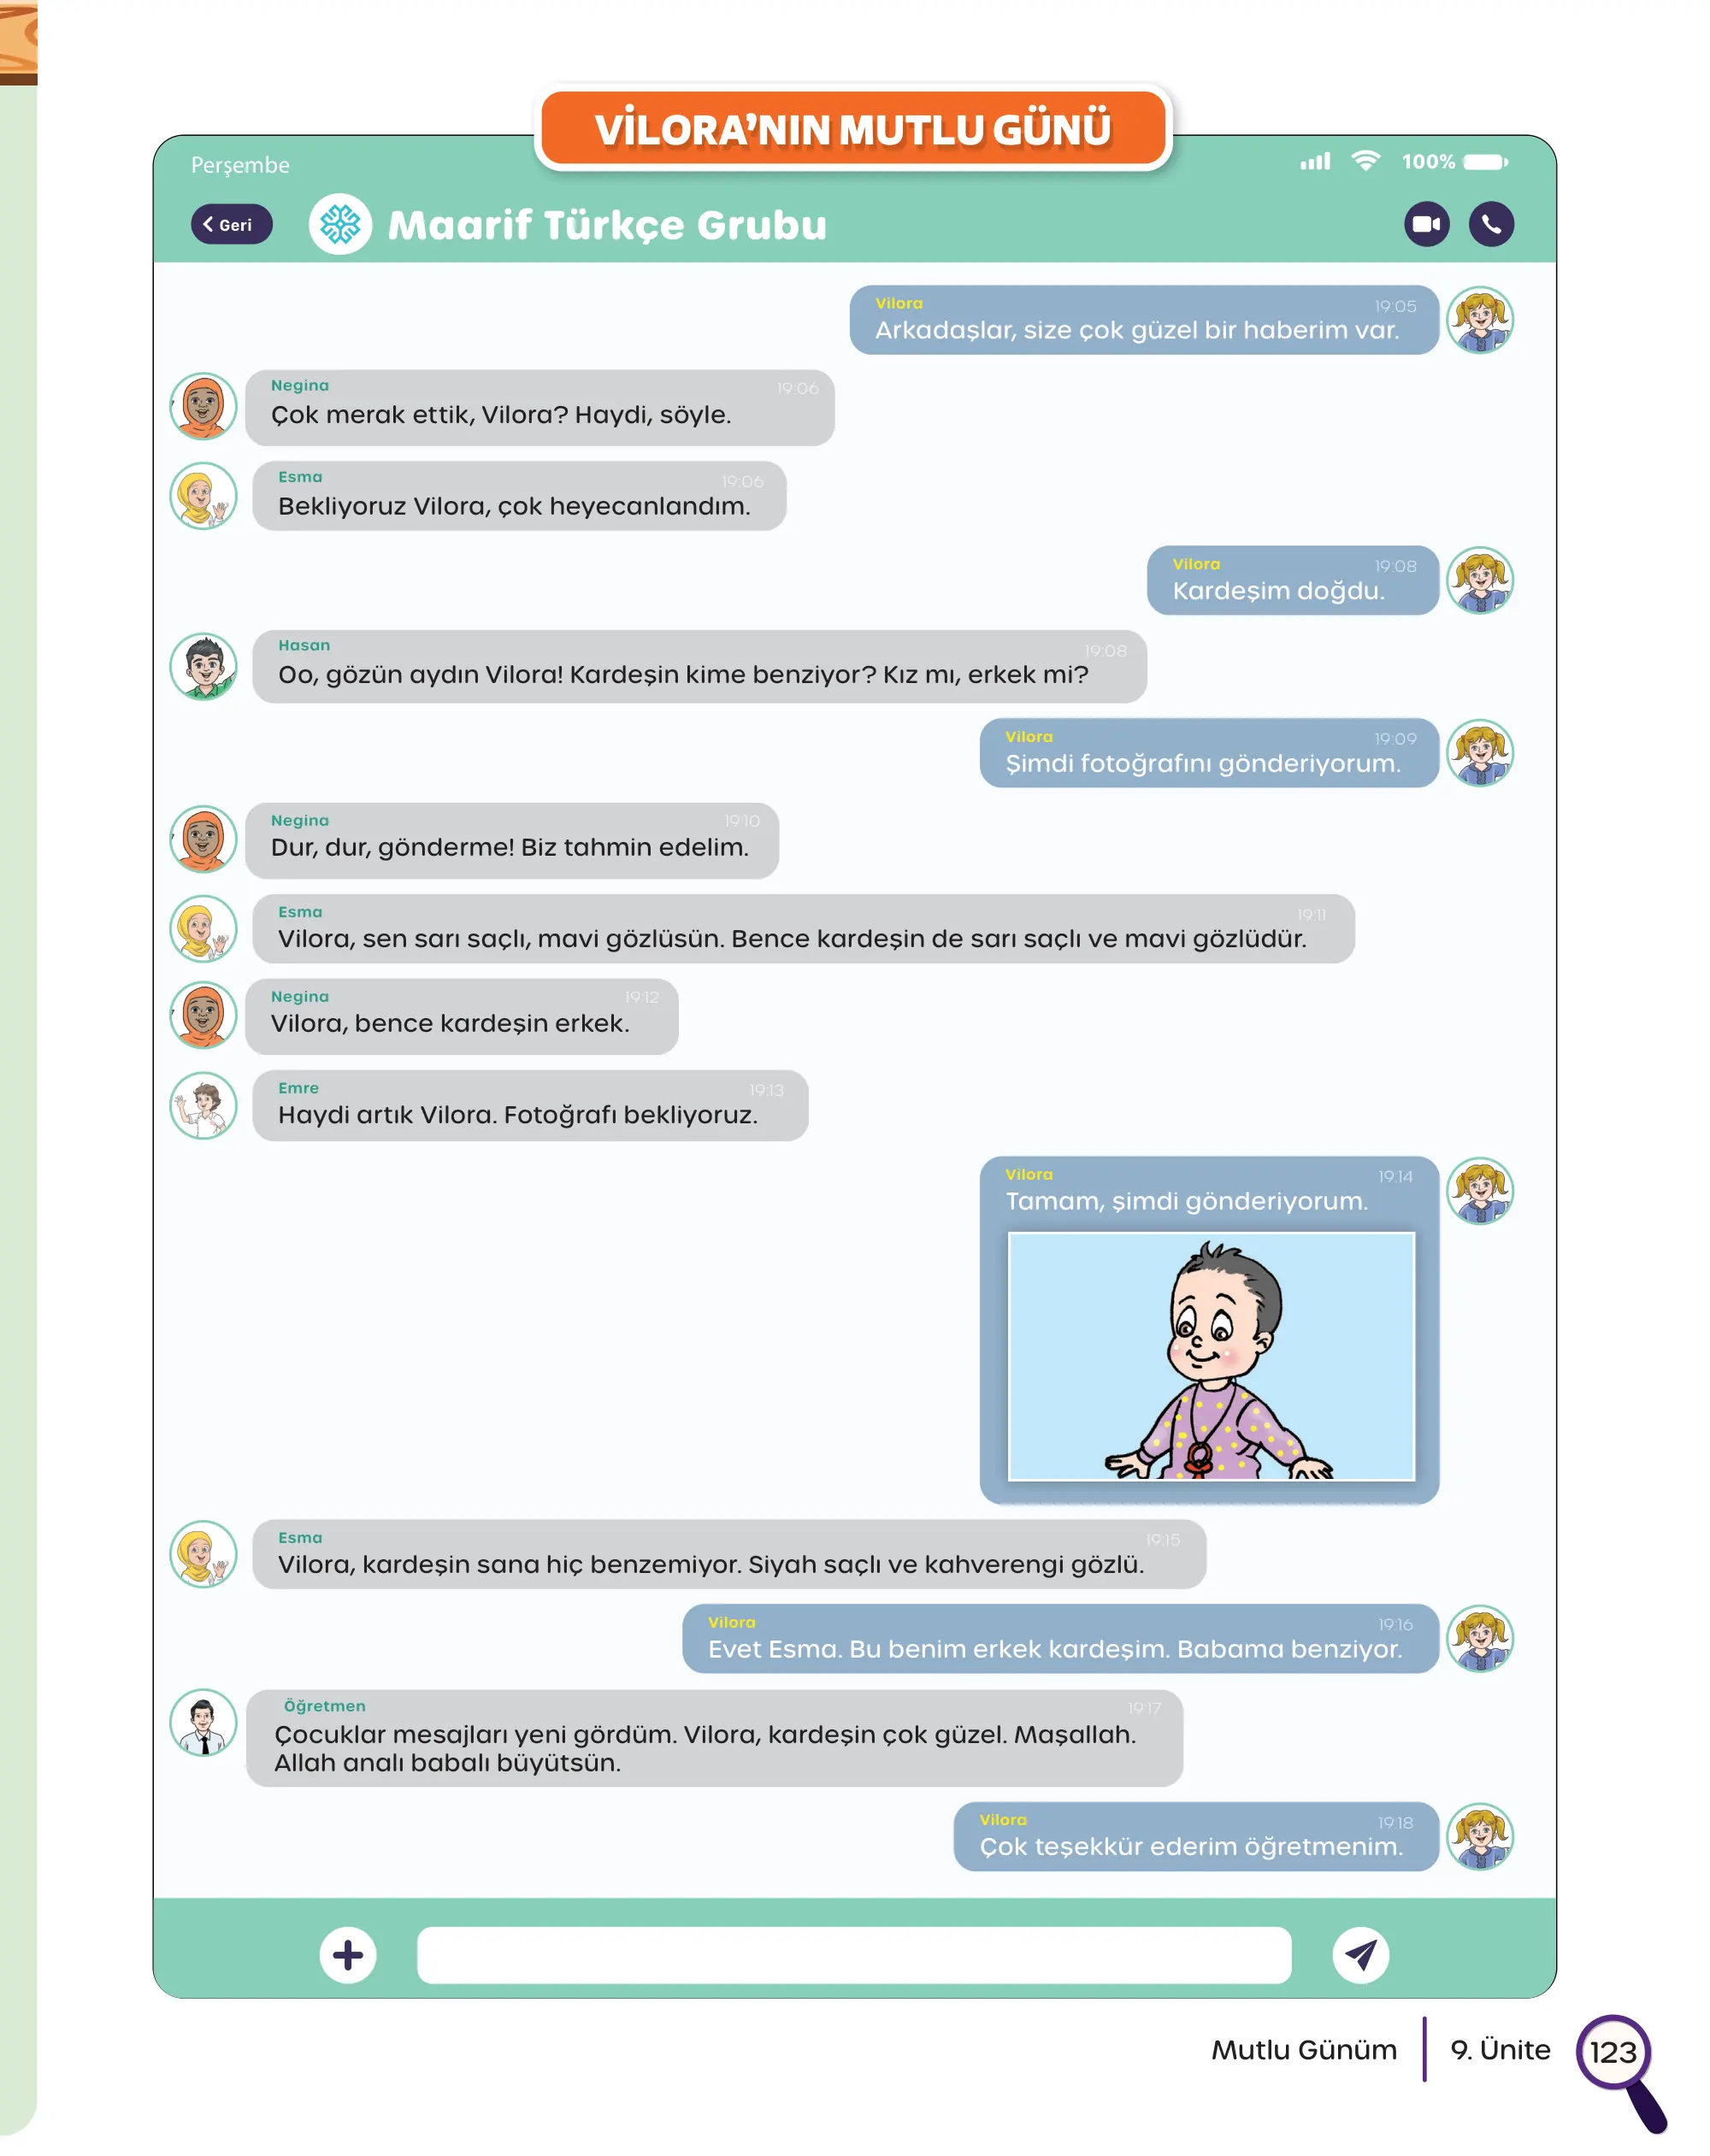 VİLORA'NIN MUTLU GÜNÜ
Perşembe
100%
Geri
Maarif Türkçe Grubu
Vilora
19:05
Arkadaşlar, size çok güzel bir haberim var.
Negina
19:06
Çok merak ettik, Vilora? Haydi, söyle.
Esma
19:06
Bekliyoruz Vilora, çok heyecanlandım.
Vilora
19:08
Kardeşim doğdu.
Hasan
19:08
Oo, gözün aydın Vilora! Kardeşin kime benziyor? Kız mı, erkek mi?
Vilora
19:09
Şimdi fotoğrafını gönderiyorum.
Negina
19:10
Dur, dur, gönderme! Biz tahmin edelim.
Esma
19:11
Vilora, sen sarı saçlı, mavi gözlüsün. Bence kardeşin de sarı saçlı ve mavi gözlüdür.
Negina
19:12
Vilora, bence kardeşin erkek.
Emre
19:13
Haydi artık Vilora. Fotoğrafı bekliyoruz.
Vilora
19:14
Tamam, şimdi gönderiyorum.
Esma
19:15
Vilora, kardeşin sana hiç benzemiyor. Siyah saçlı ve kahverengi gözlü.
Vilora
19:16
Evet Esma. Bu benim erkek kardeşim. Babama benziyor.
Öğretmen
19:17
Çocuklar mesajları yeni gördüm. Vilora, kardeşin çok güzel. Maşallah.
Allah analı babalı büyütsün.
Vilora
19:18
Çok teşekkür ederim öğretmenim.
Mutlu Günüm
9. Ünite
123